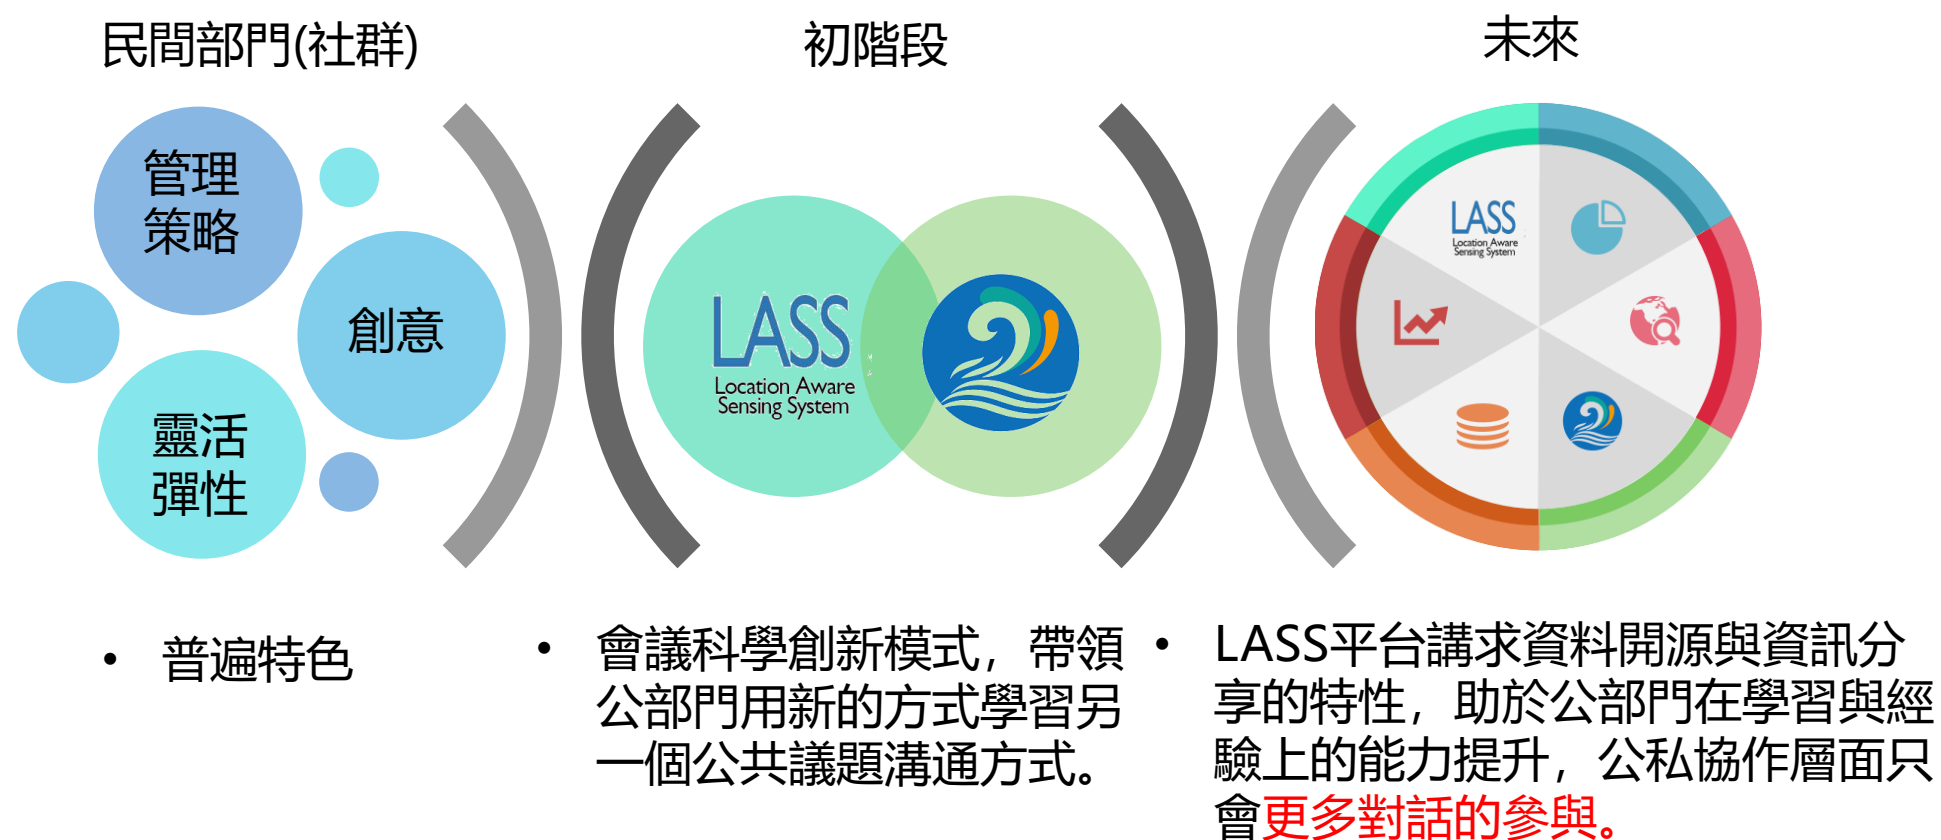 民間部門(社群)
初階段
未來
管理
策略
創意
靈活
彈性
LASS
Location Aware
Sensing System
LASS
Location Aware
Sensing System
• 普遍特色
• 會議科學創新模式，帶領
公部門用新的方式學習另
一個公共議題溝通方式。
• LASS平台講求資料開源與資訊分
享的特性，助於公部門在學習與經
驗上的能力提升，公私協作層面只
會更多對話的參與。